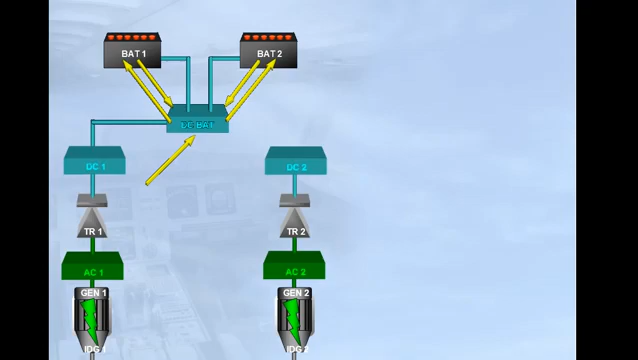 BAT 1
BAT 2
DC BAT
DC 1
DC 2
TR 1
TR 2
AC 1
AC 2
GEN 1
GEN 2
IDG 1
IDG